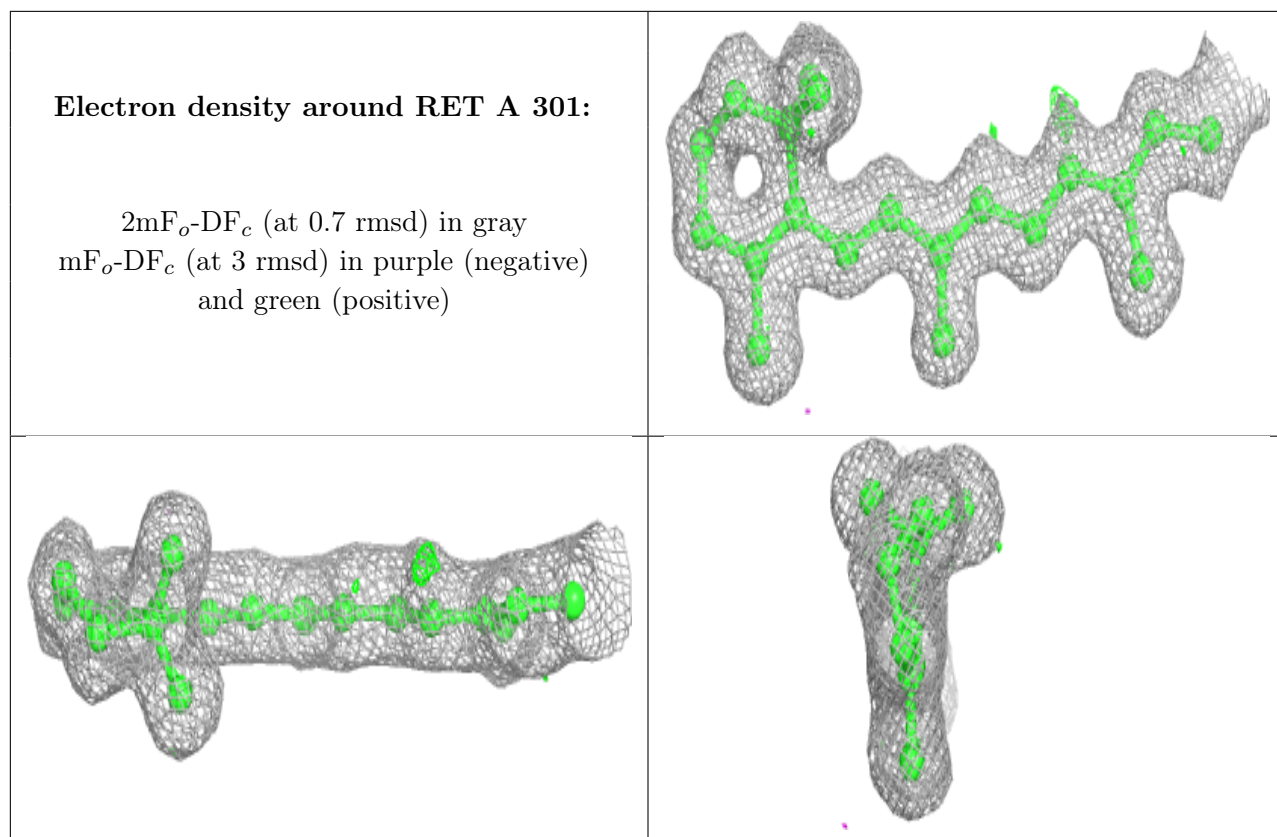 Electron density around RET A 301:
2mFₒ-DF𝒸 (at 0.7 rmsd) in gray
mFₒ-DF𝒸 (at 3 rmsd) in purple (negative)
and green (positive)